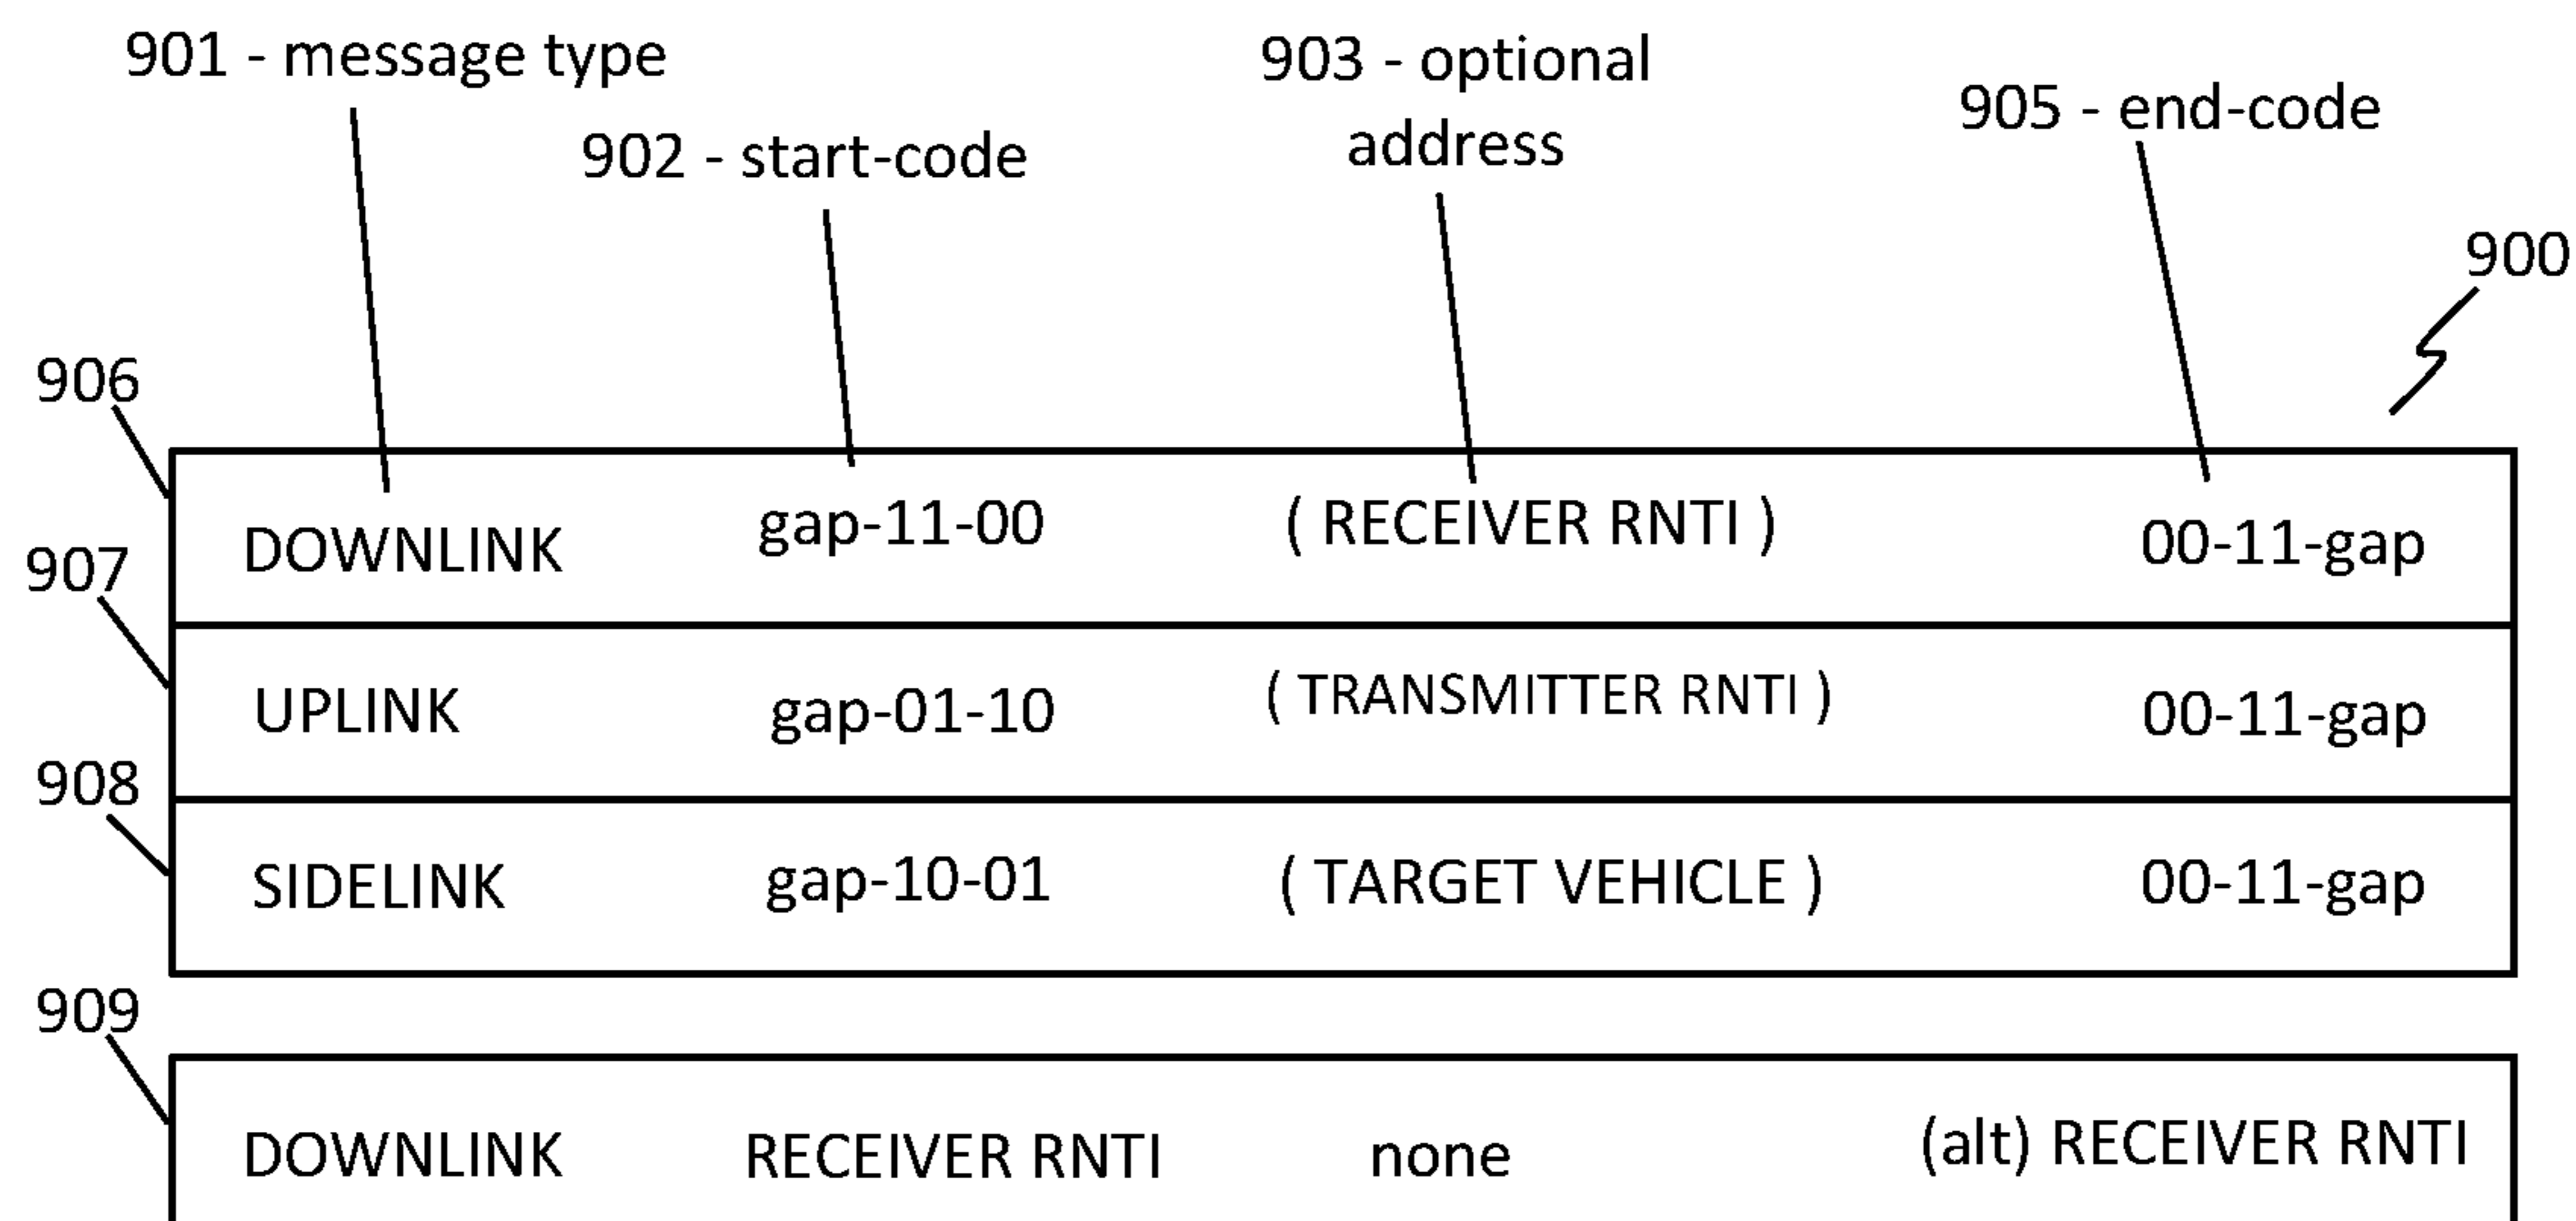 901 - message type
903 - optional
address
902 - start-code
905 - end-code
900
906
DOWNLINK gap-11-00 ( RECEIVER RNTI ) 00-11-gap
907
UPLINK gap-01-10 ( TRANSMITTER RNTI ) 00-11-gap
908
SIDELINK gap-10-01 ( TARGET VEHICLE ) 00-11-gap
909
DOWNLINK RECEIVER RNTI none (alt) RECEIVER RNTI